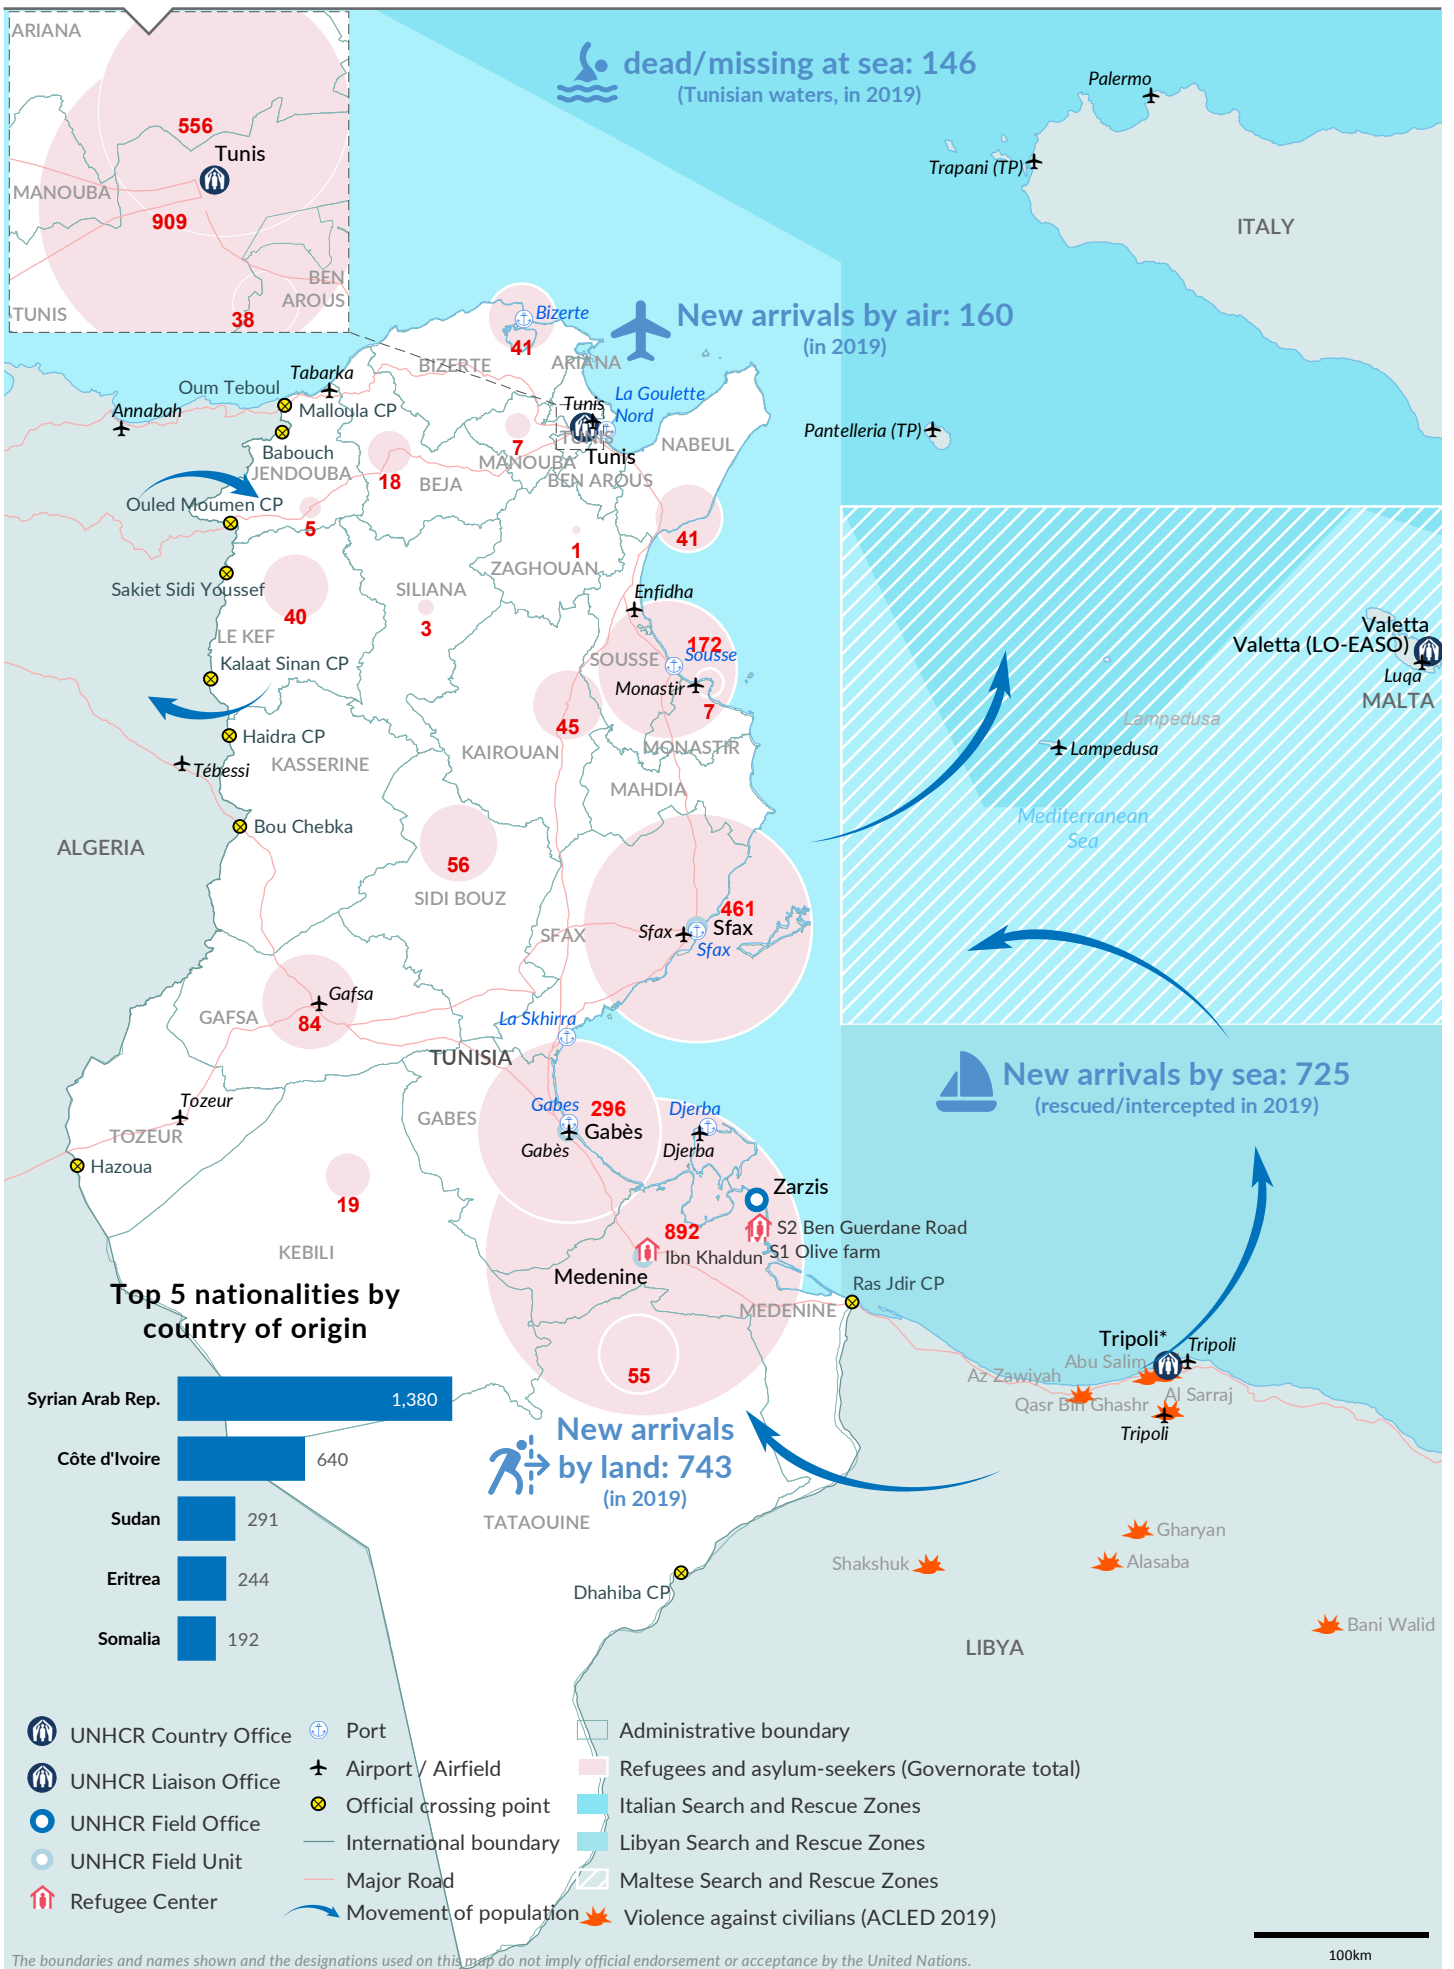 ARIANA
556
Tunis
MANOUBA
909
BEN
AROUS
TUNIS
38
dead/missing at sea: 146
(Tunisian waters, in 2019)
Palermo
Trapani (TP)
ITALY
Bizerte
41
BIZERTE
ARIANA
New arrivals by air: 160
(in 2019)
Tabarka
Oum Teboul
Malloula CP
Annabah
Babouch
JENDOUBA
La Goulette
Nord
Tunis
TUNIS
Tunis
7
MANOUBA
BEN AROUS
NABEUL
Pantelleria (TP)
18
BEJA
Ouled Moumen CP
5
41
1
ZAGHOUAN
Sakiet Sidi Youssef
40
SILIANA
3
Enfidha
LE KEF
172
Sousse
SOUSSE
Monastir
7
MONASTIR
Valetta
Valetta (LO-EASO)
Luqa
MALTA
Kalaat Sinan CP
45
KAIROUAN
Haidra CP
KASSERINE
Tébessi
MAHDIA
Lampedusa
Lampedusa
Mediterranean
Sea
Bou Chebka
ALGERIA
56
SIDI BOUZ
461
Sfax
Sfax
Sfax
SFAX
Gafsa
GAFSA
84
La Skhirra
TUNISIA
New arrivals by sea: 725
(rescued/intercepted in 2019)
Tozeur
TOZEUR
Hazoua
GABES
Gabes
296
Gabès
Gabès
Djerba
Djerba
19
KEBILI
Zarzis
892
S2 Ben Guerdane Road
S1 Olive farm
Ibn Khaldun
Medenine
Ras Jdir CP
MEDENINE
55
Tripoli*
Tripoli
Abu Salim
Az Zawiyah
Al Sarraj
Qasr Bin Ghashr
Tripoli
Top 5 nationalities by
country of origin
Syrian Arab Rep.
1,380
Côte d'Ivoire
640
Sudan
291
Eritrea
244
Somalia
192
New arrivals
by land: 743
(in 2019)
TATAOUINE
Dhahiba CP
Gharyan
Shakshuk
Alasaba
Bani Walid
LIBYA
UNHCR Country Office
UNHCR Liaison Office
UNHCR Field Office
UNHCR Field Unit
Refugee Center
Port
Airport / Airfield
Official crossing point
International boundary
Major Road
Movement of population
Administrative boundary
Refugees and asylum-seekers (Governorate total)
Italian Search and Rescue Zones
Libyan Search and Rescue Zones
Maltese Search and Rescue Zones
Violence against civilians (ACLED 2019)
100km
The boundaries and names shown and the designations used on this map do not imply official endorsement or acceptance by the United Nations.